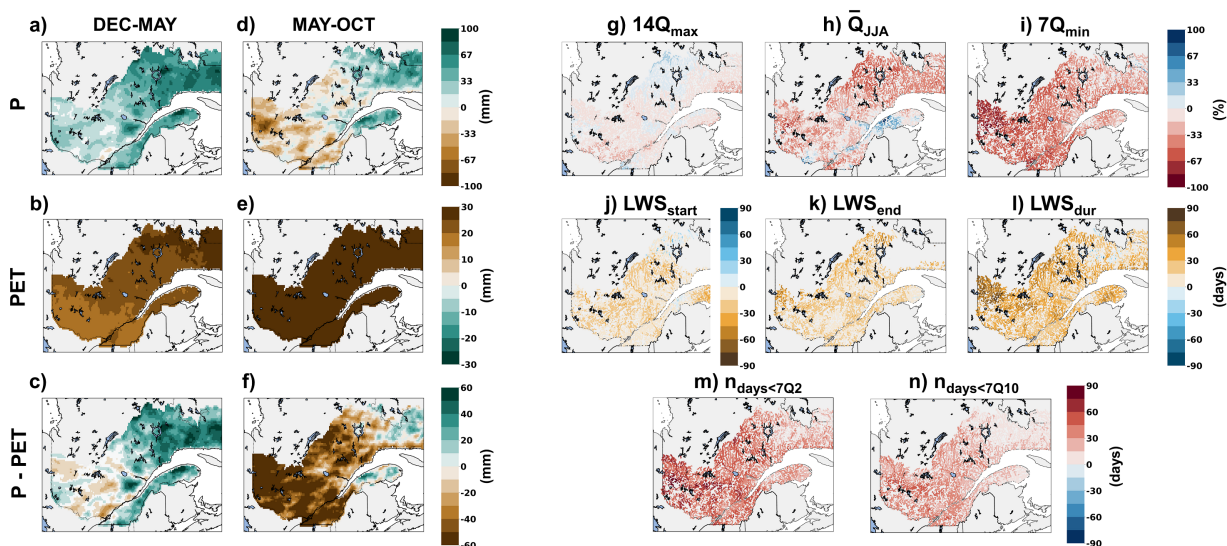 DEC-MAY
MAY-OCT
a)
d)
g) 14Qmax
h) Q̅JJA
i) 7Qmin
P
100
67
33
0
-33
-67
-100
(mm)
100
67
33
0
-33
-67
-100
(%)
b)
e)
j) LWSstart
k) LWSend
l) LWSdur
PET
30
20
10
0
-10
-20
-30
(mm)
90
60
30
0
-30
-60
-90
90
60
30
0
-30
-60
-90
(days)
c)
f)
m) ndays<7Q2
n) ndays<7Q10
P - PET
60
40
20
0
-20
-40
-60
(mm)
90
60
30
0
-30
-60
-90
(days)